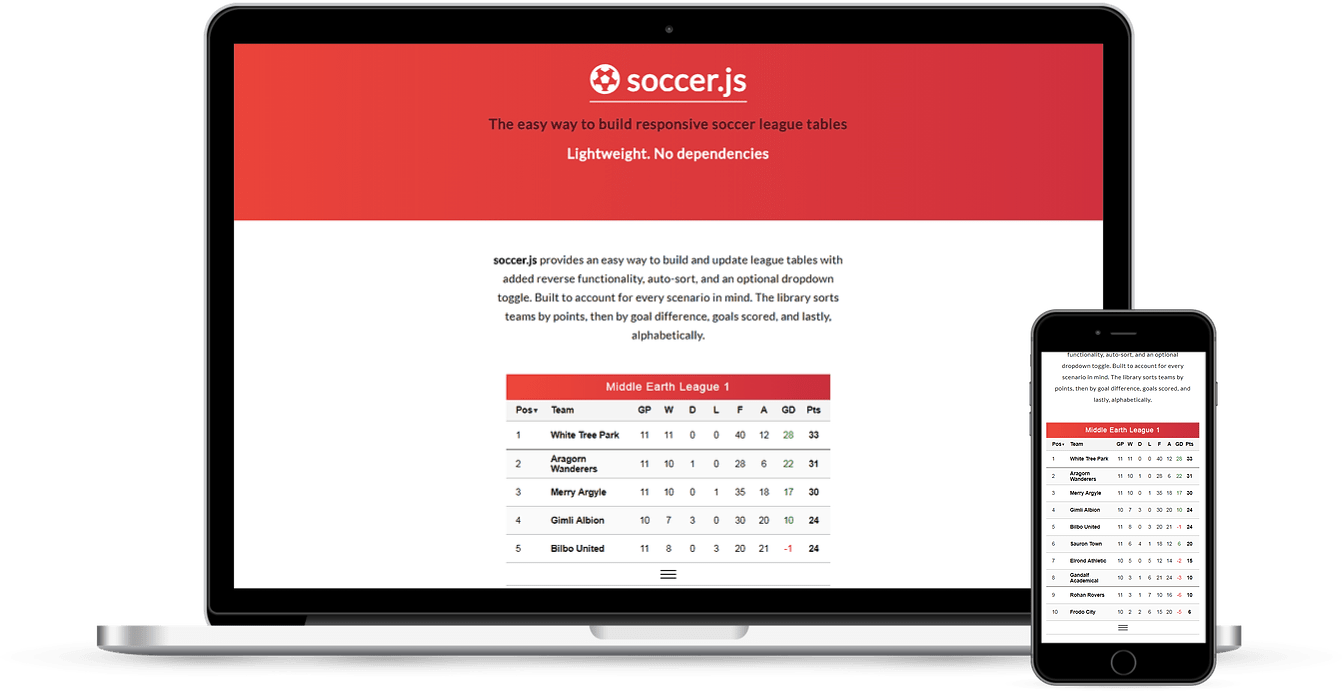 soccer.js
The easy way to build responsive soccer league tables
Lightweight. No dependencies
soccer.js provides an easy way to build and update league tables with
added reverse functionality, auto-sort, and an optional dropdown
toggle. Built to account for every scenario in mind. The library sorts
teams by points, then by goal difference, goals scored, and lastly,
alphabetically.
Middle Earth League 1
Pos▾ Team GP W D L F A GD Pts
1 White Tree Park 11 11 0 0 40 12 28 33
2 Aragorn Wanderers 11 10 1 0 28 6 22 31
3 Merry Argyle 11 10 0 1 35 18 17 30
4 Gimli Albion 10 7 3 0 30 20 10 24
5 Bilbo United 11 8 0 3 20 21 -1 24
functionality, auto-sort, and an optional
dropdown toggle. Built to account for every
scenario in mind. The library sorts teams by
points, then by goal difference, goals scored, and
lastly, alphabetically.
Middle Earth League 1
Pos▾ Team GP W D L F A GD Pts
1 White Tree Park 11 11 0 0 40 12 28 33
2 Aragorn Wanderers 11 10 1 0 28 6 22 31
3 Merry Argyle 11 10 0 1 35 18 17 30
4 Gimli Albion 10 7 3 0 30 20 10 24
5 Bilbo United 11 8 0 3 20 21 -1 24
6 Sauron Town 11 6 4 1 18 12 6 20
7 Elrond Athletic 10 5 0 5 12 14 -2 15
8 Gandalf Academical 10 3 1 6 21 24 -3 10
9 Rohan Rovers 11 3 1 7 10 16 -6 10
10 Frodo City 10 2 2 6 15 20 -5 6